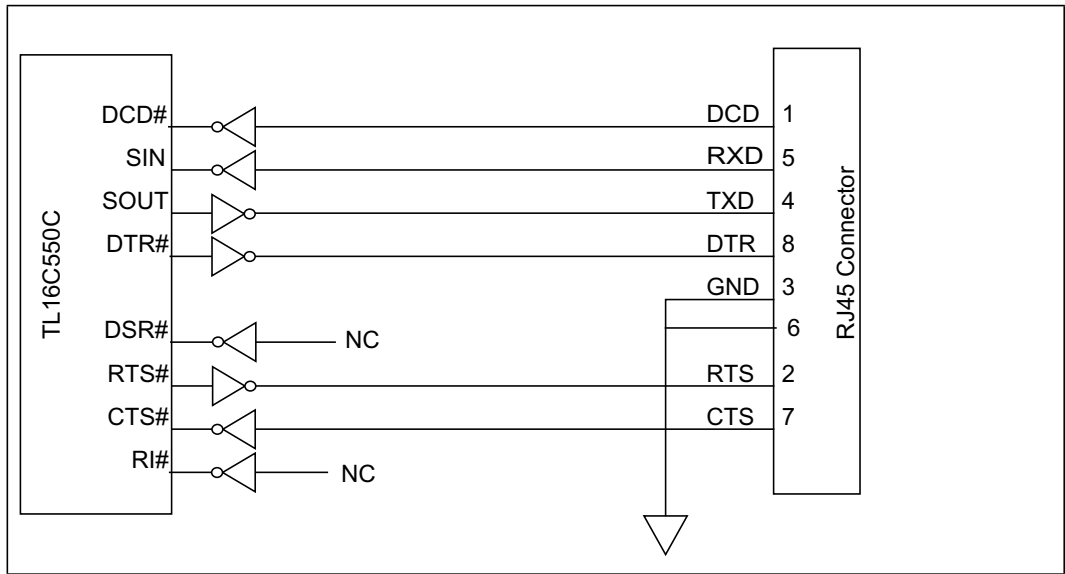 TL16C550C
DCD#
SIN
SOUT
DTR#
DSR#
RTS#
CTS#
RI#
NC
NC
DCD 1
RXD 5
TXD 4
DTR 8
GND 3
6
RTS 2
CTS 7
RJ45 Connector